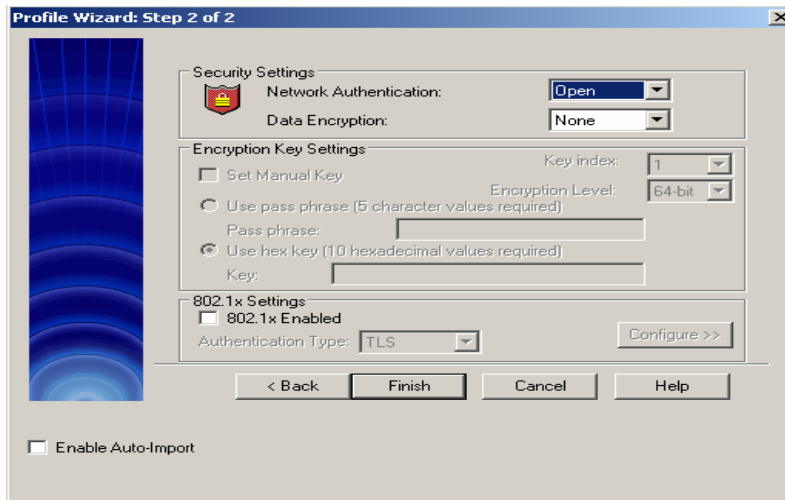 Profile Wizard: Step 2 of 2
Security Settings
Network Authentication: Open
Data Encryption: None
Encryption Key Settings
Key index: 1
Set Manual Key
Encryption Level: 64-bit
Use pass phrase (5 character values required)
Pass phrase:
Use hex key (10 hexadecimal values required)
Key:
802.1x Settings
802.1x Enabled
Authentication Type: TLS
Configure >>
< Back Finish Cancel Help
Enable Auto-Import